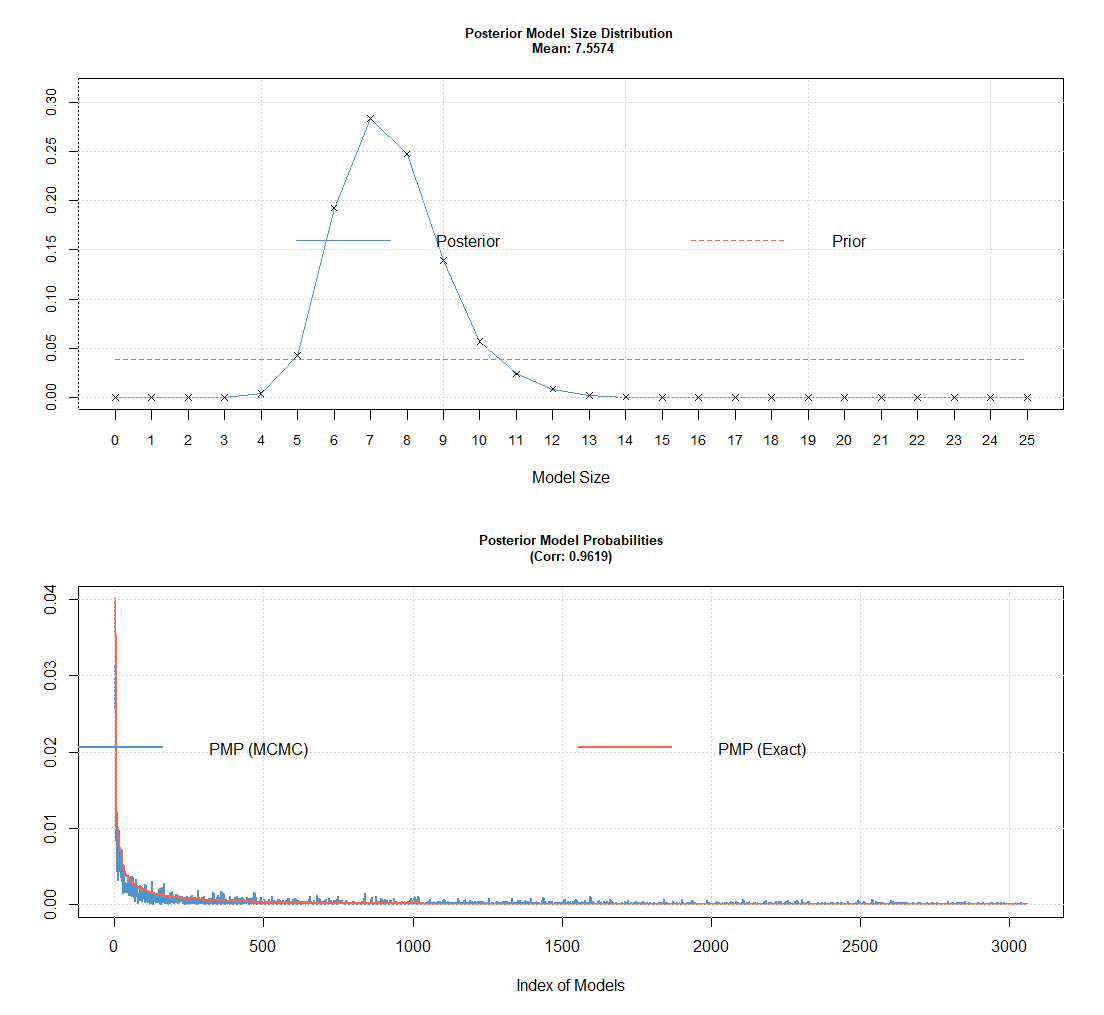 Posterior Model Size Distribution
Mean: 7.5574
0.30
0.25
0.20
0.15
0.10
0.05
0.00
Posterior
Prior
0 1 2 3 4 5 6 7 8 9 10 11 12 13 14 15 16 17 18 19 20 21 22 23 24 25
Model Size
Posterior Model Probabilities
(Corr: 0.9619)
0.04
0.03
0.02
0.01
0.00
PMP (MCMC)
PMP (Exact)
0 500 1000 1500 2000 2500 3000
Index of Models